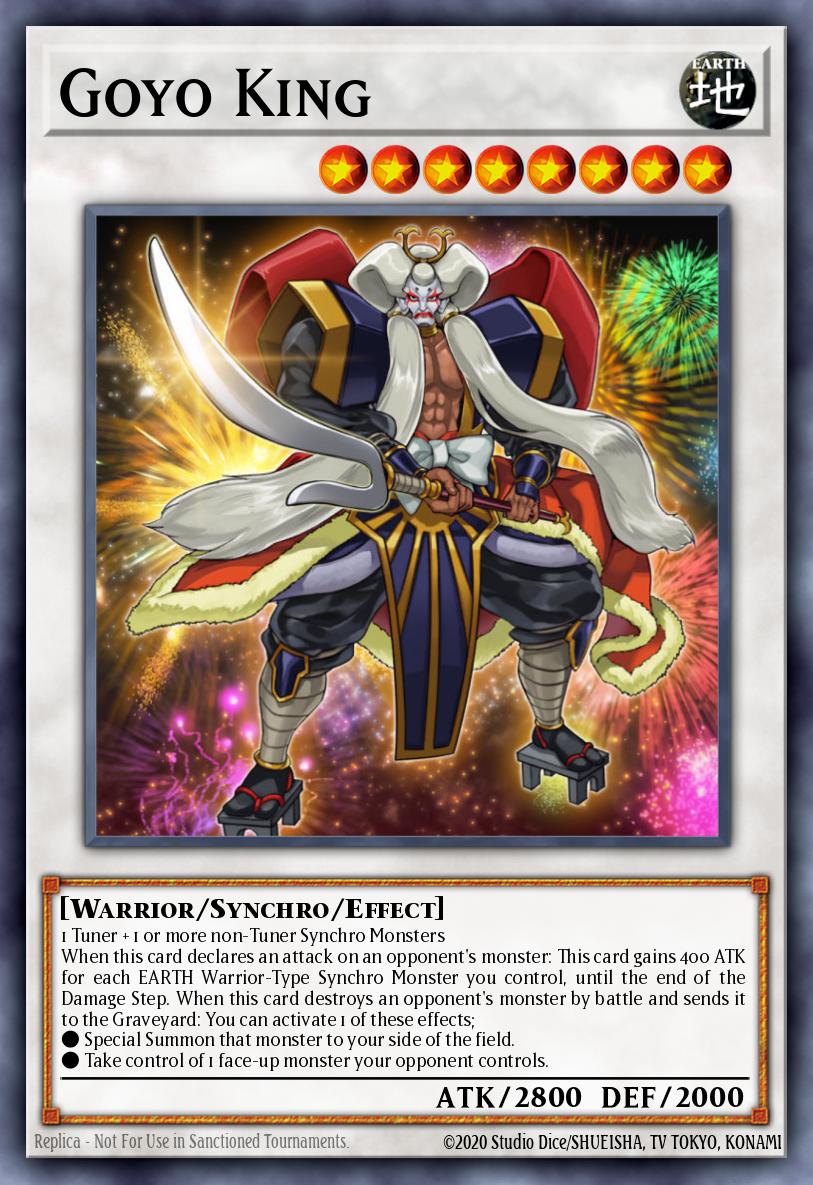 Goyo King
EARTH
地
[Warrior/Synchro/Effect]
1 Tuner + 1 or more non-Tuner Synchro Monsters
When this card declares an attack on an opponent's monster: This card gains 400 ATK
for each EARTH Warrior-Type Synchro Monster you control, until the end of the
Damage Step. When this card destroys an opponent's monster by battle and sends it
to the Graveyard: You can activate 1 of these effects;
● Special Summon that monster to your side of the field.
● Take control of 1 face-up monster your opponent controls.
ATK/2800 DEF/2000
Replica - Not For Use in Sanctioned Tournaments.
©2020 Studio Dice/SHUEISHA, TV TOKYO, KONAMI